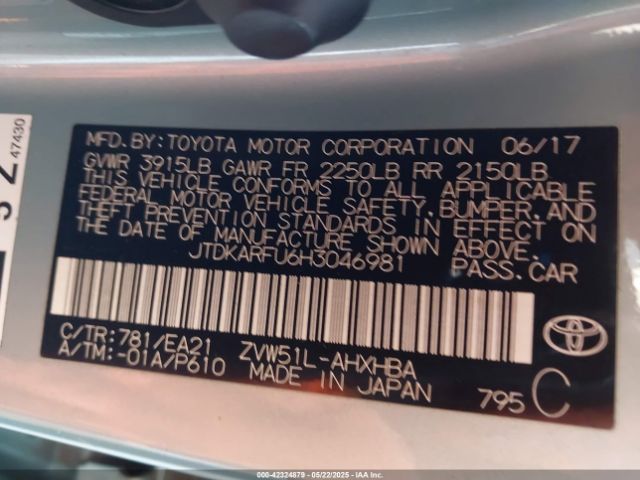 47430
MFD.BY:TOYOTA MOTOR CORPORATION 06/17
GVWR 3915LB GAWR FR 2250LB RR 2150LB
THIS VEHICLE CONFORMS TO ALL APPLICABLE
FEDERAL MOTOR VEHICLE SAFETY,BUMPER,AND
THEFT PREVENTION STANDARDS IN EFFECT ON
THE DATE OF MANUFACTURE SHOWN ABOVE.
JTDKARFU6H3046981 PASS.CAR
C/TR:781/EA21 ZVW51L-AHXHBA
A/TM:-01A/P610 MADE IN JAPAN
795 C
000-42324879 - 05/22/2025 - IAA Inc.